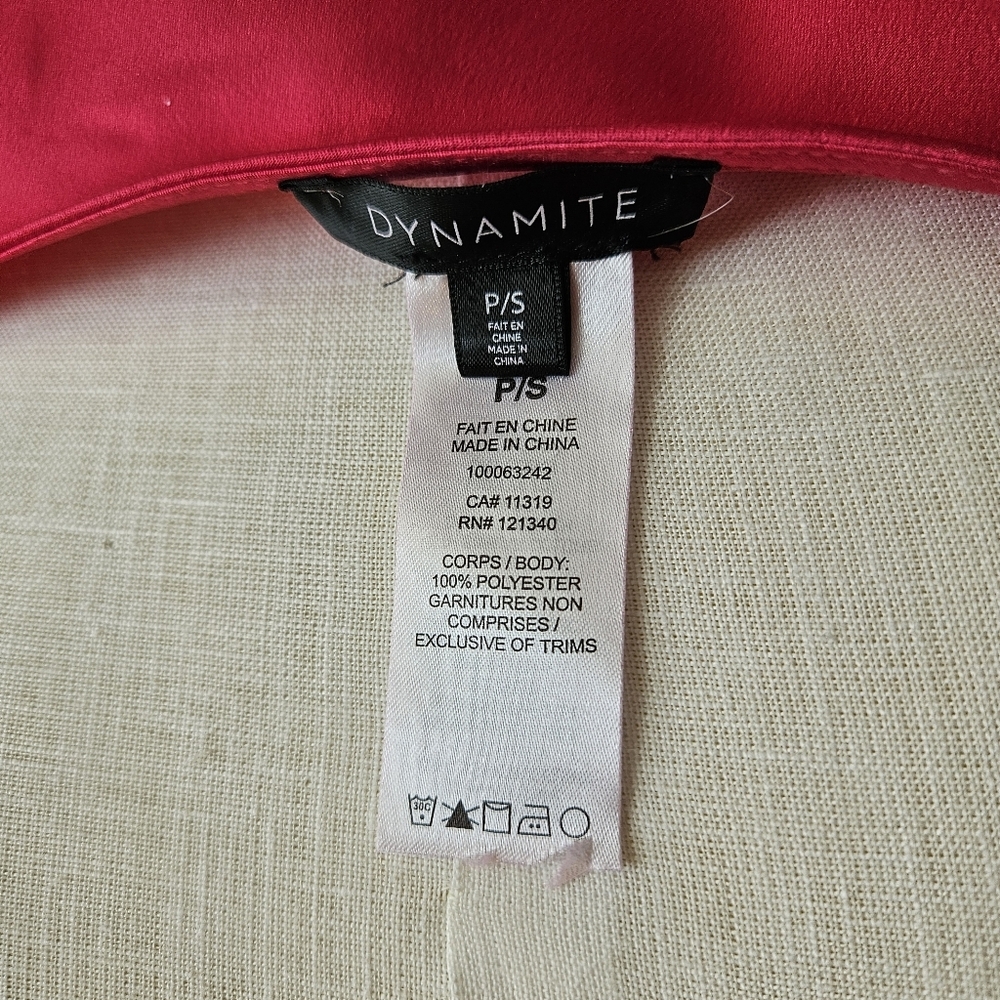 DYNAMITE
P/S
FAIT EN
CHINE
MADE IN
CHINA
P/S
FAIT EN CHINE
MADE IN CHINA
100063242
CA# 11319
RN# 121340
CORPS / BODY:
100% POLYESTER
GARNITURES NON
COMPRISES /
EXCLUSIVE OF TRIMS
30C